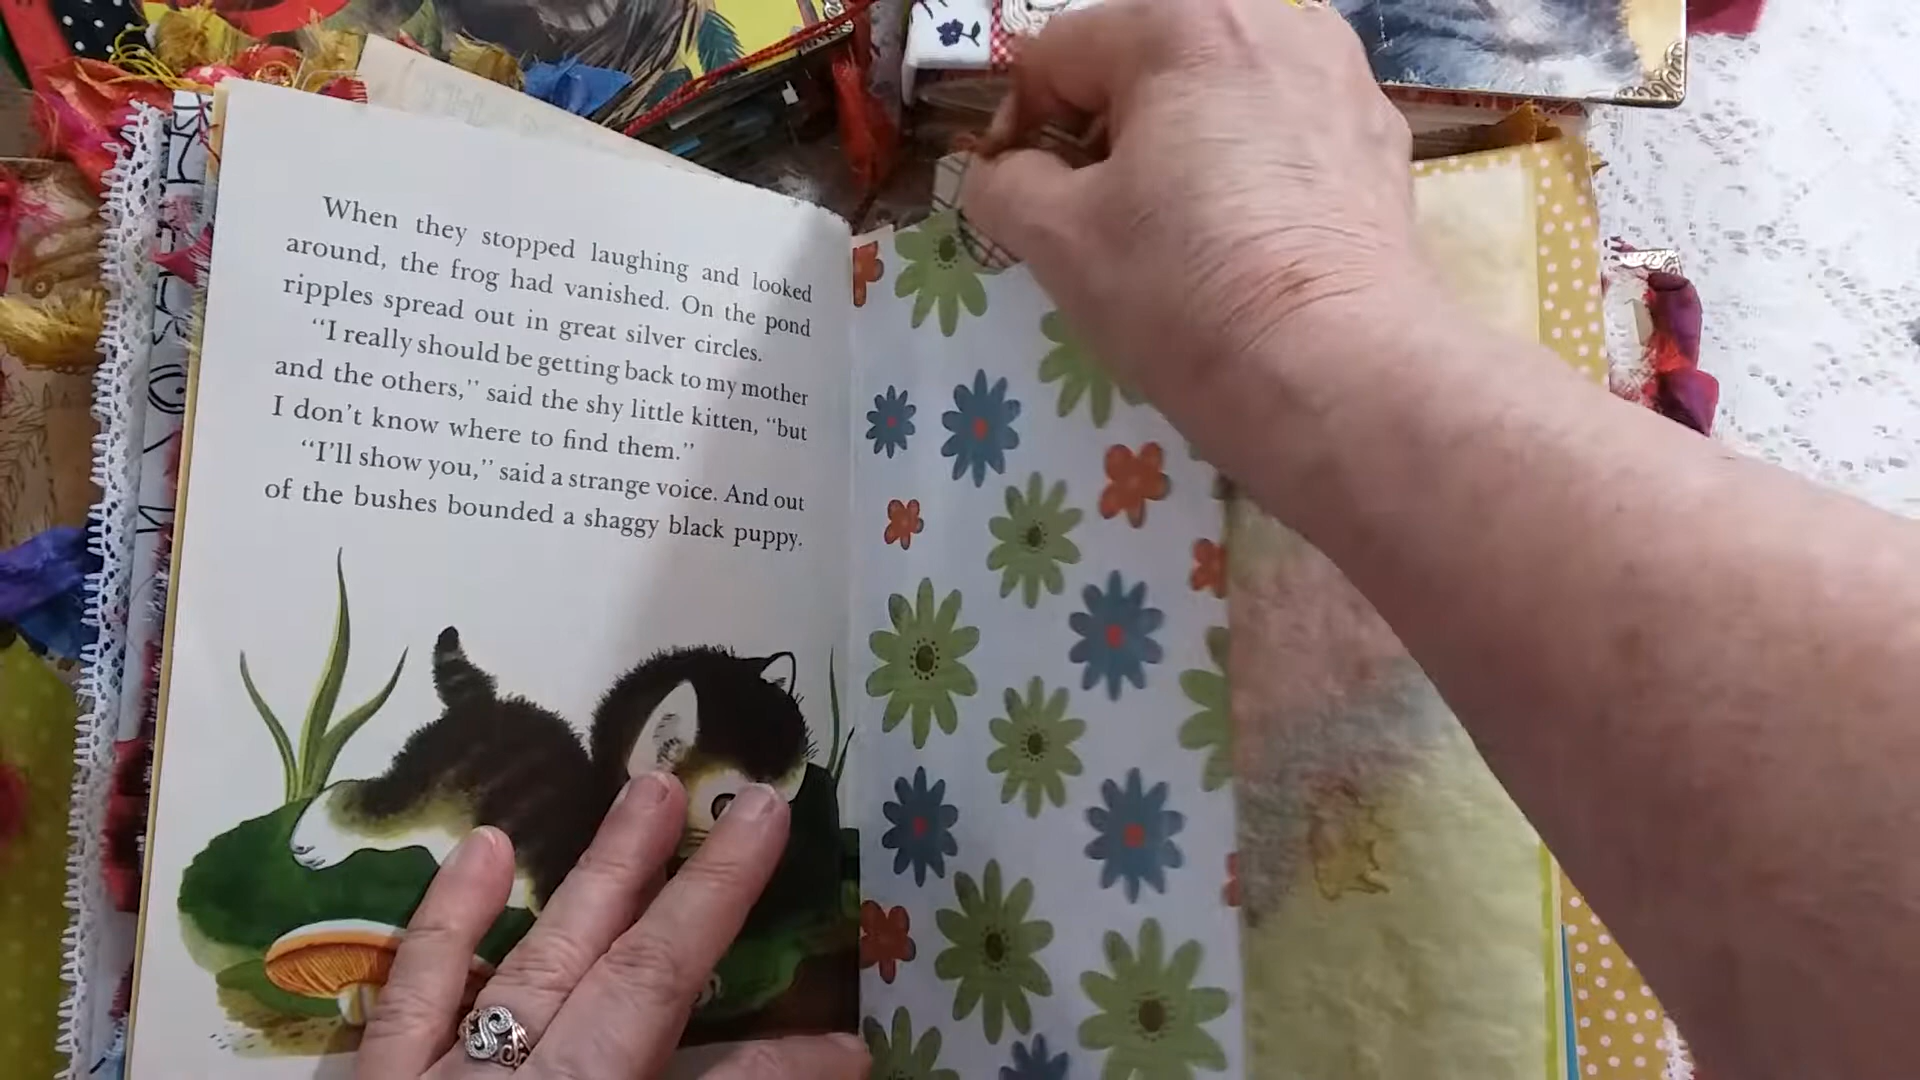 When they stopped laughing and looked
around, the frog had vanished. On the pond
ripples spread out in great silver circles.
“I really should be getting back to my mother
and the others,” said the shy little kitten, “but
I don’t know where to find them.”
“I’ll show you,” said a strange voice. And out
of the bushes bounded a shaggy black puppy.